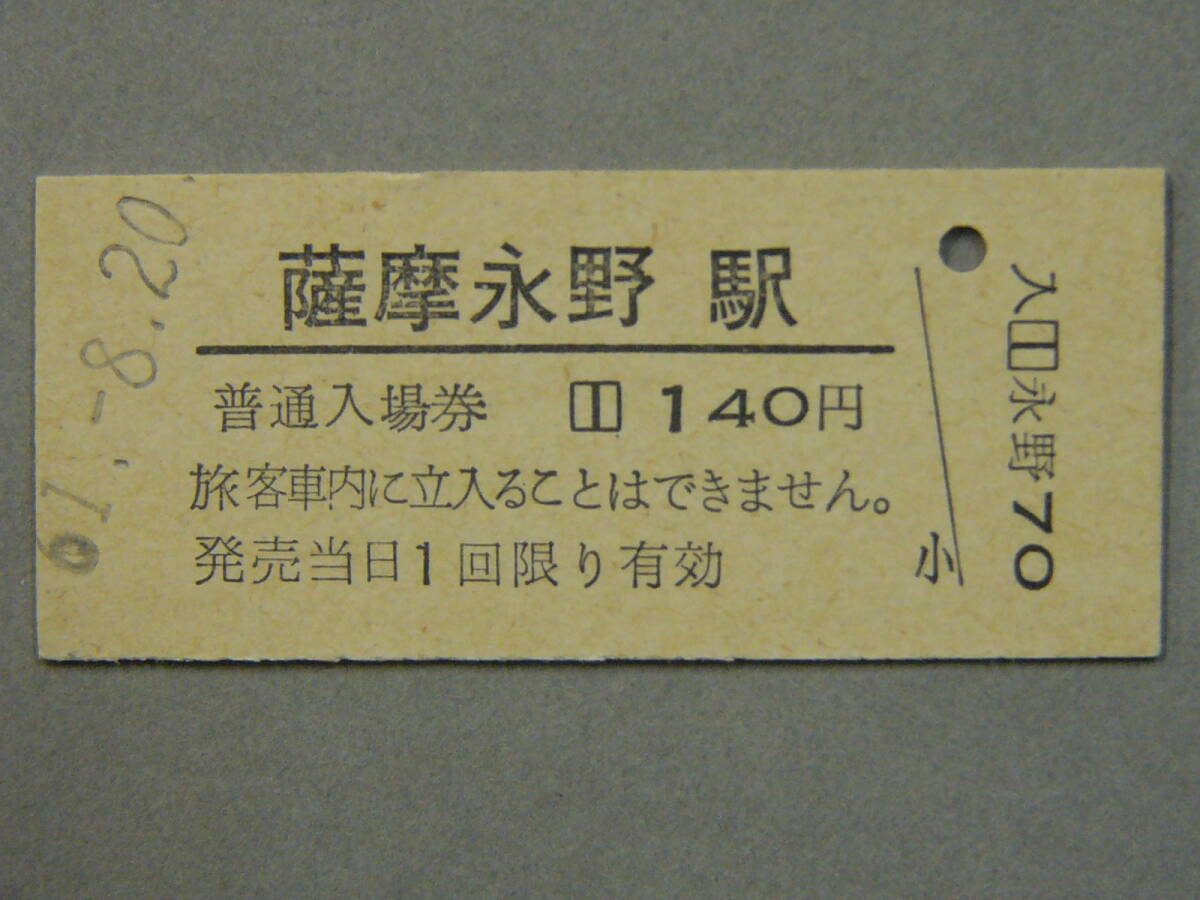 61.-8.20
薩摩永野駅
普通入場券 140円
旅客車内に立入ることはできません。
発売当日1回限り有効
小
入 永野70